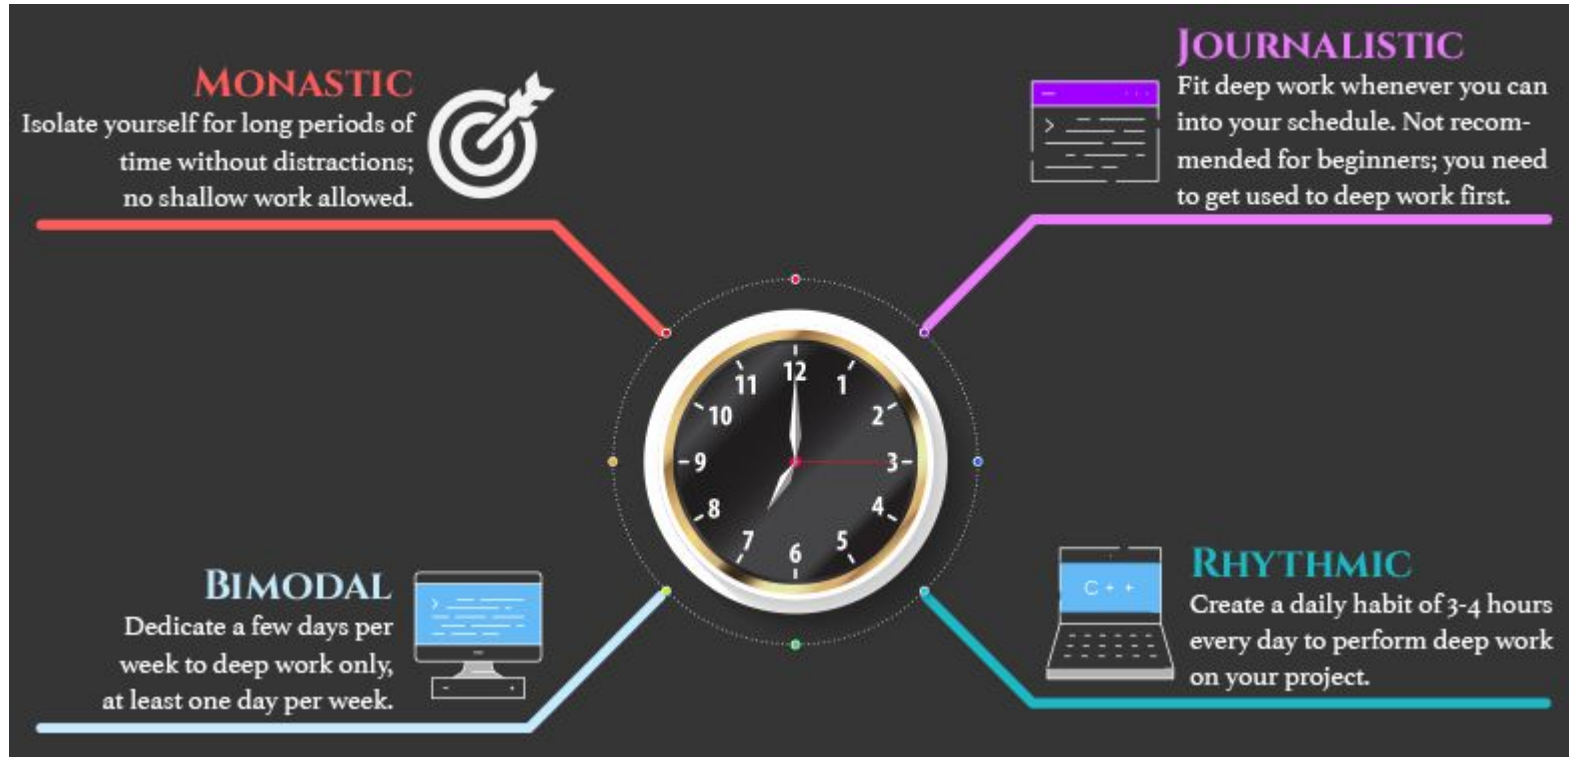 MONASTIC
Isolate yourself for long periods of
time without distractions;
no shallow work allowed.
JOURNALISTIC
Fit deep work whenever you can
into your schedule. Not recom-
mended for beginners; you need
to get used to deep work first.
12
1
2
3
4
5
6
7
8
9
10
11
BIMODAL
Dedicate a few days per
week to deep work only,
at least one day per week.
C++
RHYTHMIC
Create a daily habit of 3-4 hours
every day to perform deep work
on your project.